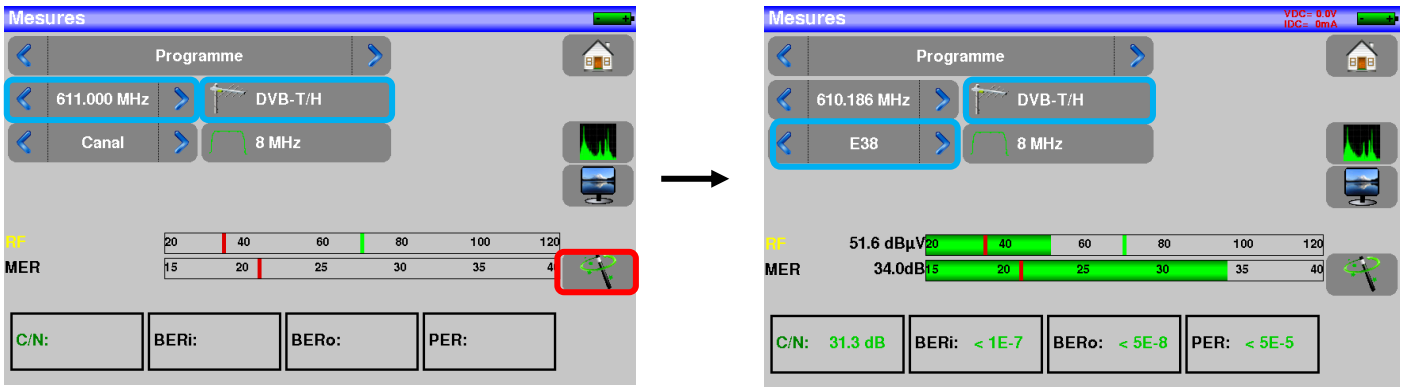 Mesures
Programme
611.000 MHz
DVB-T/H
Canal
8 MHz
RF
20 40 60 80 100 120
MER
15 20 25 30 35 40
C/N:
BERi:
BERo:
PER:
Mesures
VDC= 0.0V
IDC= 0mA
Programme
610.186 MHz
DVB-T/H
E38
8 MHz
RF
51.6 dBµV
20 40 60 80 100 120
MER
34.0dB
15 20 25 30 35 40
C/N: 31.3 dB
BERi: < 1E-7
BERo: < 5E-8
PER: < 5E-5